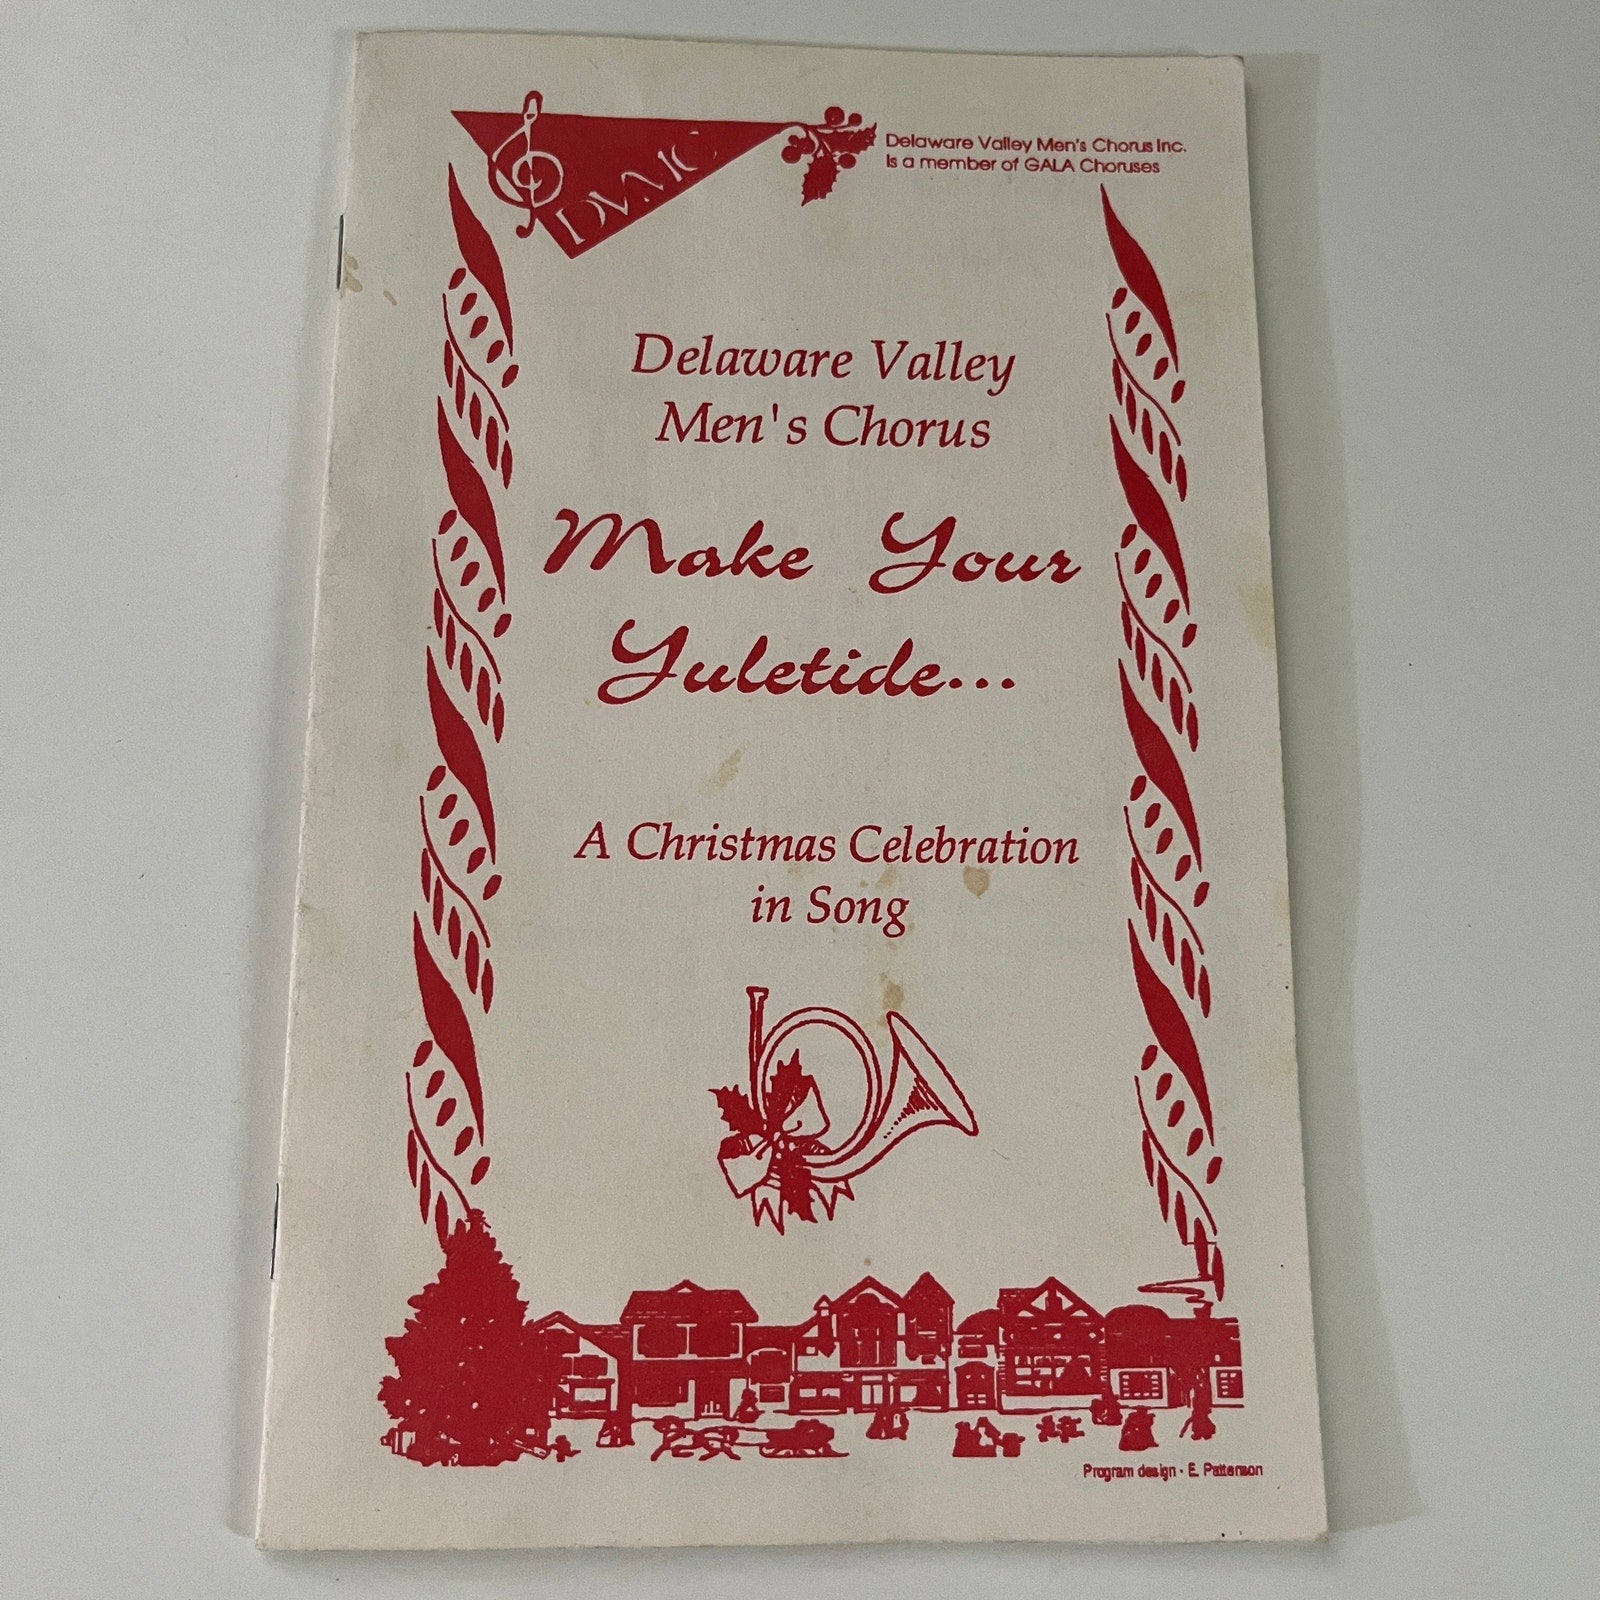 DVMC
Delaware Valley Men's Chorus Inc.
Is a member of GALA Choruses
Delaware Valley
Men's Chorus
Make Your
Yuletide...
A Christmas Celebration
in Song
Program design - E. Patterson